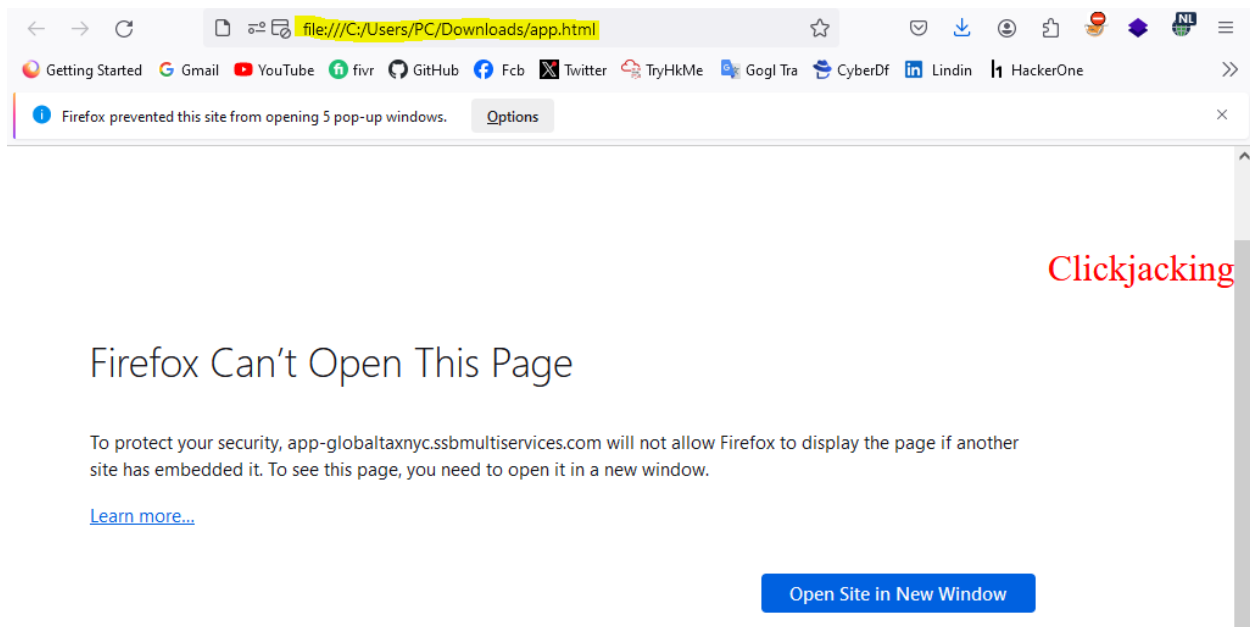 file:///C:/Users/PC/Downloads/app.html
NL
Getting Started Gmail YouTube fivr GitHub Fcb Twitter TryHkMe Gogl Tra CyberDf Lindin HackerOne
Firefox prevented this site from opening 5 pop-up windows. Options
Clickjacking
Firefox Can’t Open This Page
To protect your security, app-globaltaxnyc.ssbmultiservices.com will not allow Firefox to display the page if another
site has embedded it. To see this page, you need to open it in a new window.
Learn more...
Open Site in New Window